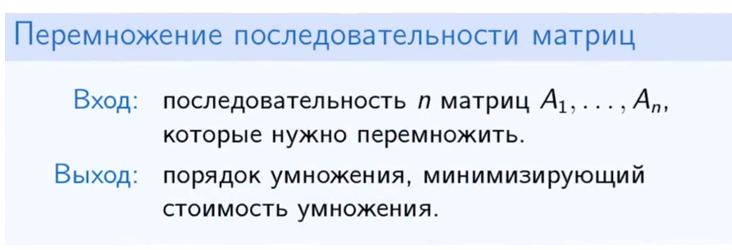 Перемножение последовательности матриц
Вход: последовательность n матриц A₁, . . . , Aₙ,
которые нужно перемножить.
Выход: порядок умножения, минимизирующий
стоимость умножения.